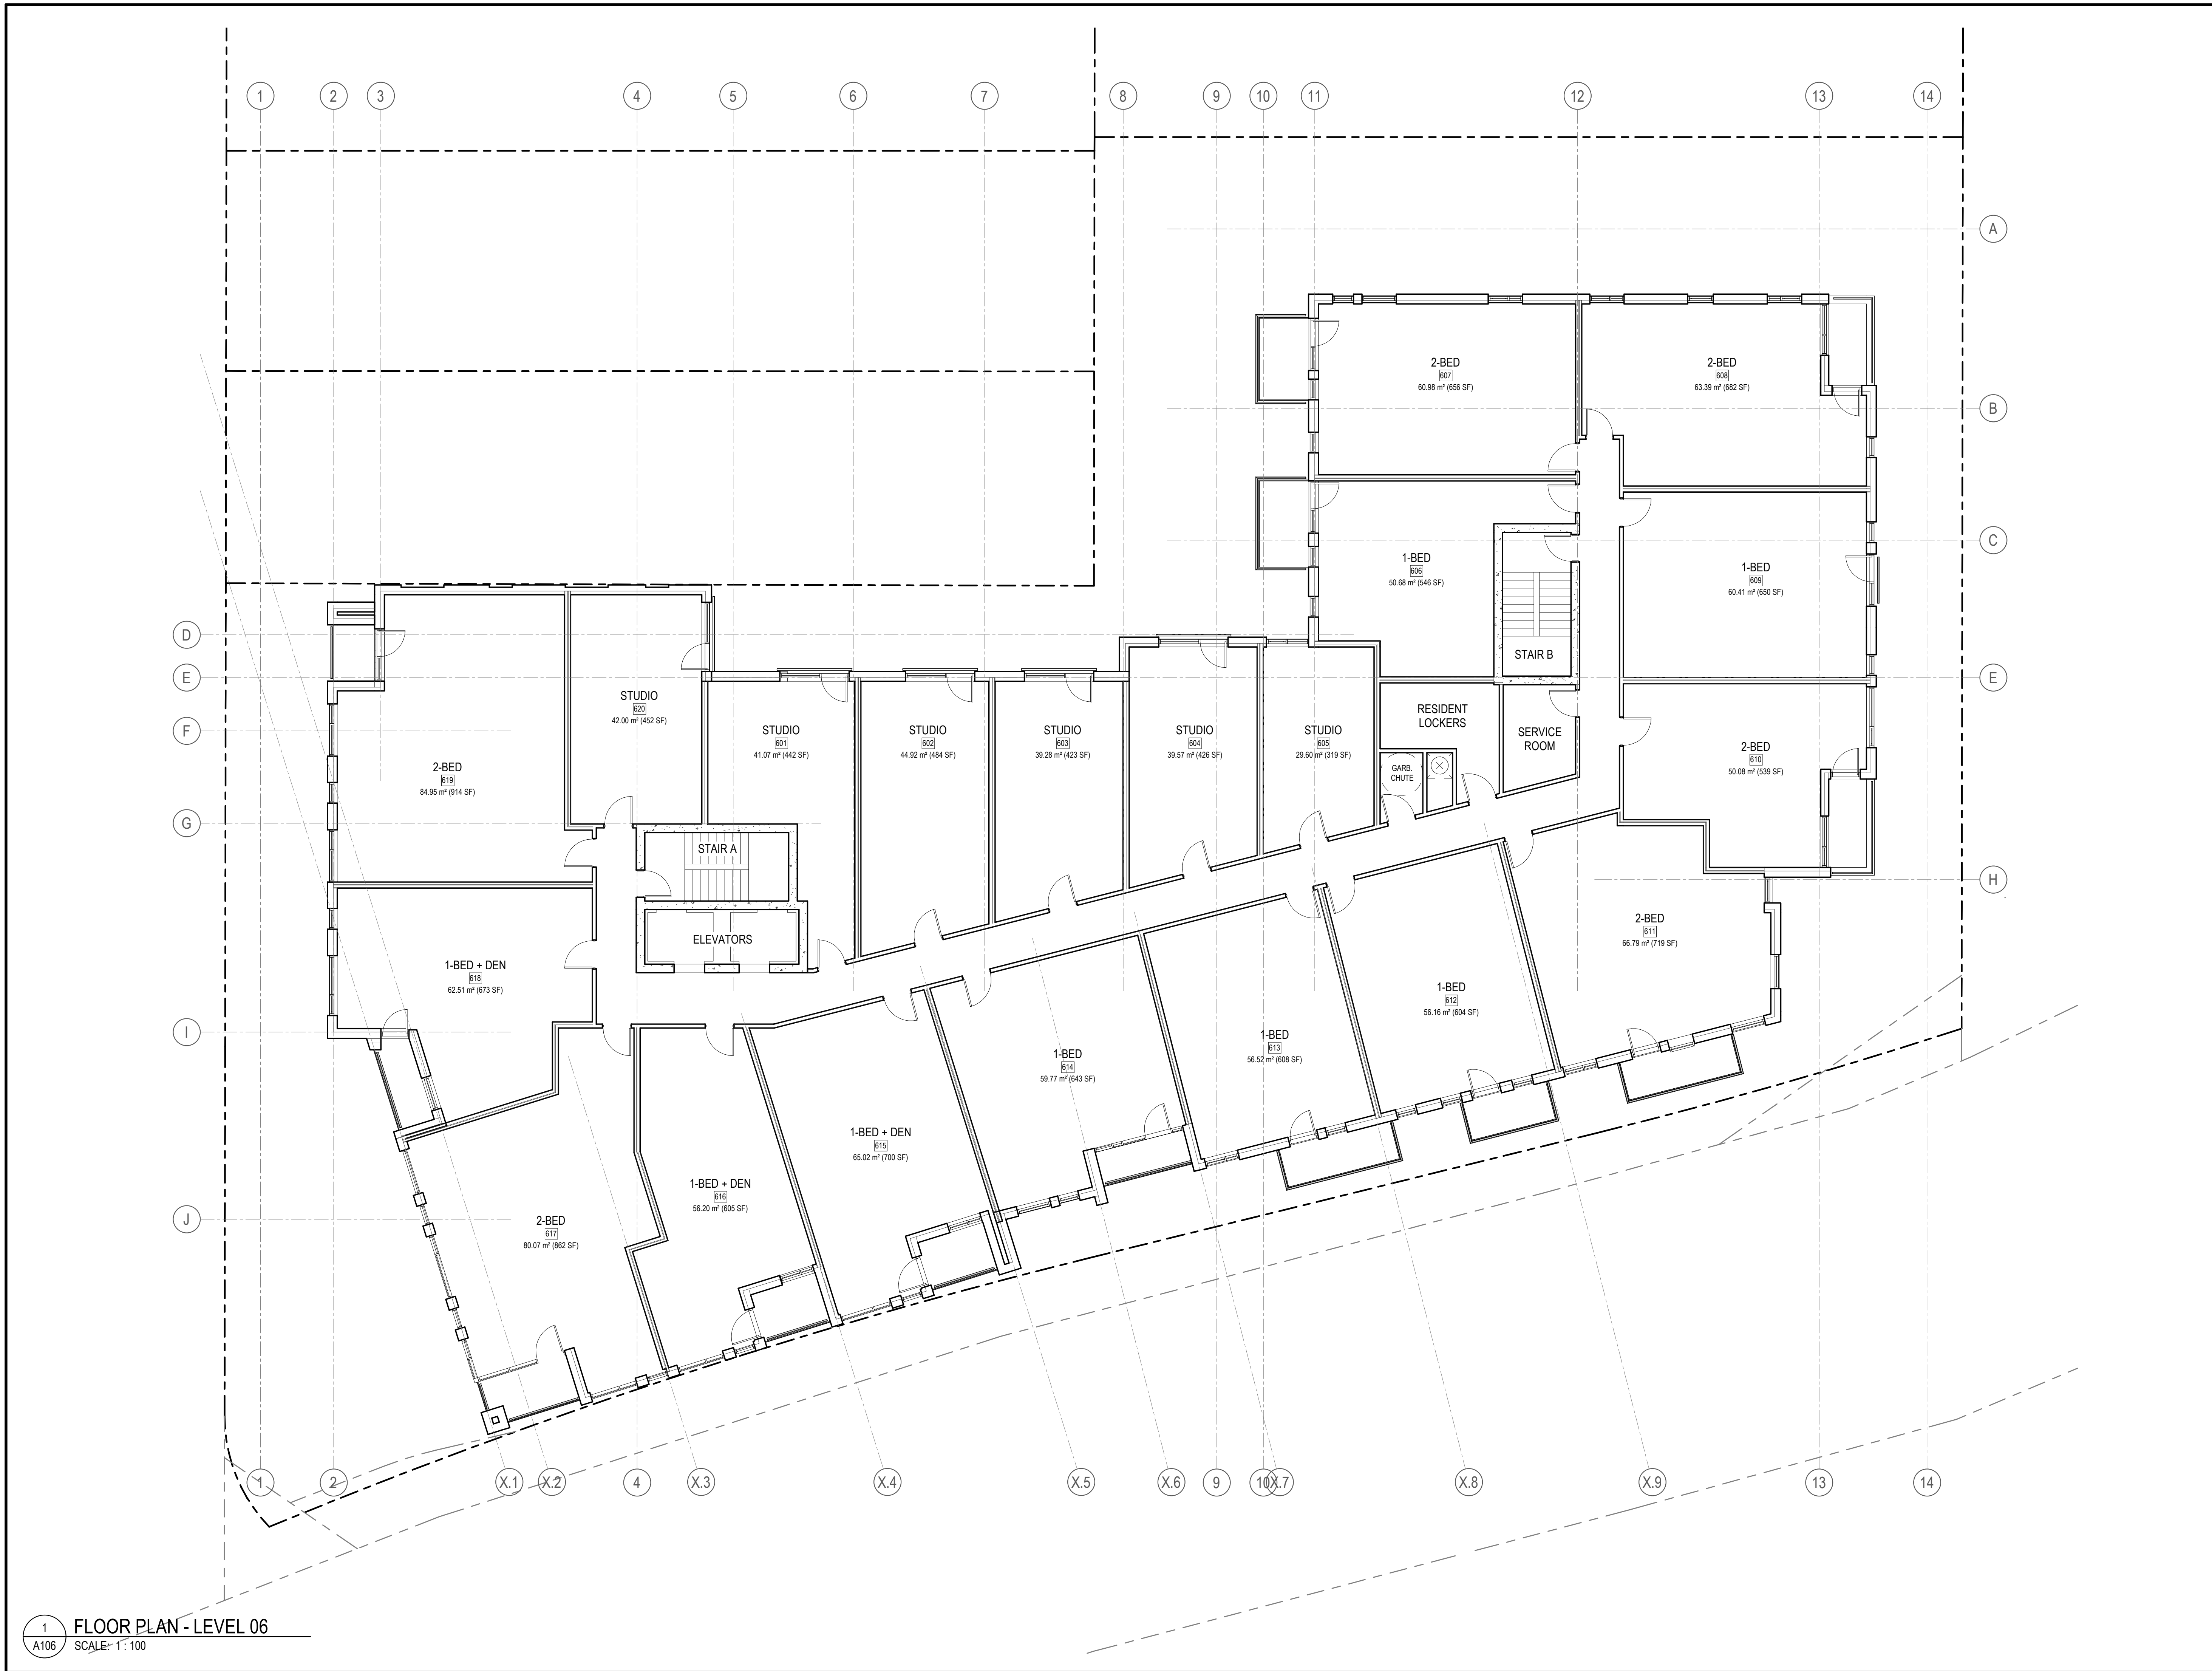 1
2
3
4
5
6
7
8
9
10
11
12
13
14
A
B
C
D
E
F
G
I
J
E
H
2-BED
607
60.98 m² (656 SF)
2-BED
608
63.39 m² (682 SF)
1-BED
606
50.68 m² (546 SF)
1-BED
609
60.41 m² (650 SF)
STAIR B
STUDIO
620
42.00 m² (452 SF)
STUDIO
601
41.07 m² (442 SF)
STUDIO
602
44.92 m² (484 SF)
STUDIO
603
39.28 m² (423 SF)
STUDIO
604
39.57 m² (426 SF)
STUDIO
605
29.60 m² (319 SF)
RESIDENT
LOCKERS
SERVICE
ROOM
GARB.
CHUTE
2-BED
610
50.08 m² (539 SF)
2-BED
619
84.95 m² (914 SF)
STAIR A
ELEVATORS
2-BED
611
66.79 m² (719 SF)
1-BED + DEN
618
62.51 m² (673 SF)
1-BED
612
56.16 m² (604 SF)
1-BED
613
56.52 m² (608 SF)
1-BED
614
59.77 m² (643 SF)
1-BED + DEN
615
65.02 m² (700 SF)
1-BED + DEN
616
56.20 m² (605 SF)
2-BED
617
80.07 m² (862 SF)
1
2
X.1
X.2
4
X.3
X.4
X.5
X.6
9
10
X.7
X.8
X.9
13
14
1
A106
FLOOR PLAN - LEVEL 06
SCALE: 1 : 100